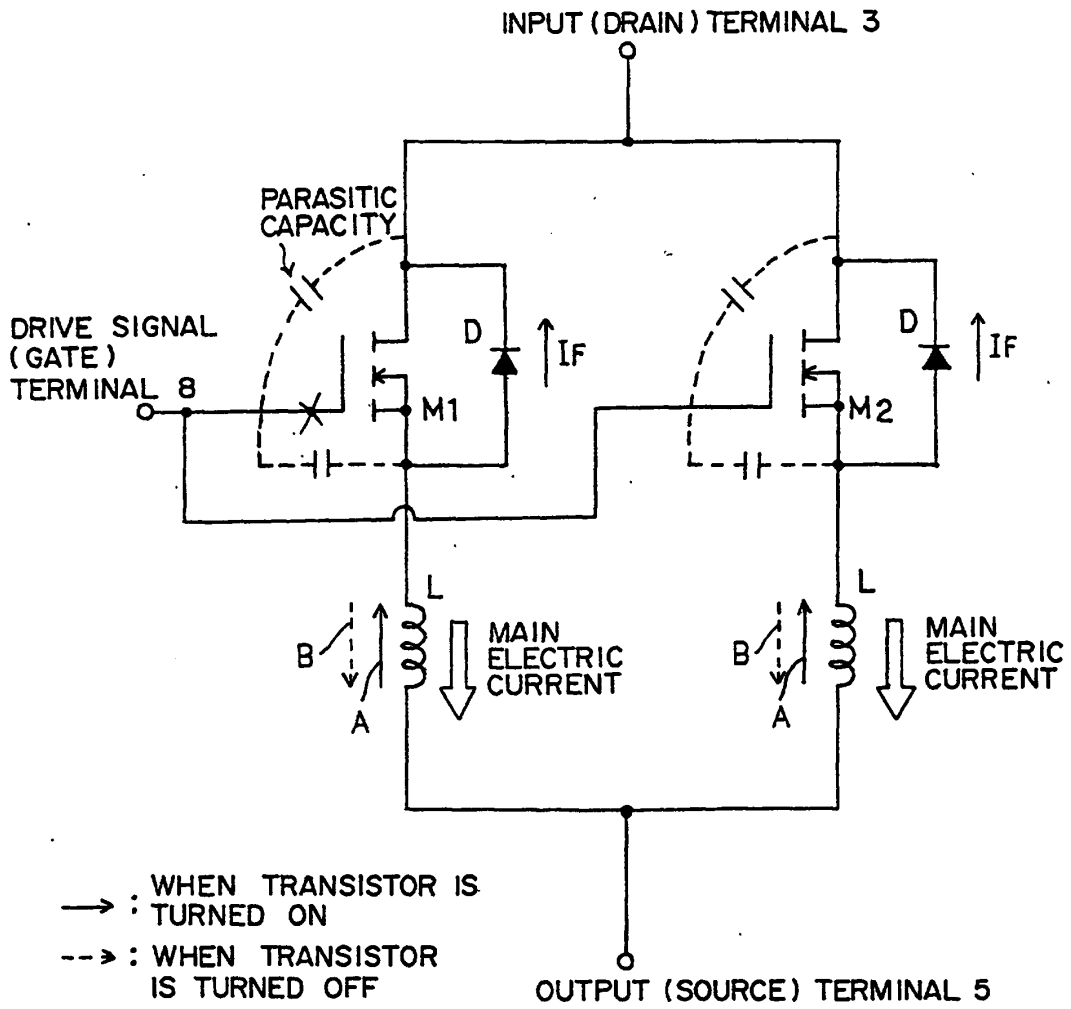 INPUT (DRAIN) TERMINAL 3
PARASITIC
CAPACITY
DRIVE SIGNAL
(GATE)
TERMINAL 8
D
IF
M1
D
IF
M2
L
B
A
MAIN
ELECTRIC
CURRENT
L
B
A
MAIN
ELECTRIC
CURRENT
: WHEN TRANSISTOR IS
TURNED ON
: WHEN TRANSISTOR
IS TURNED OFF
OUTPUT (SOURCE) TERMINAL 5